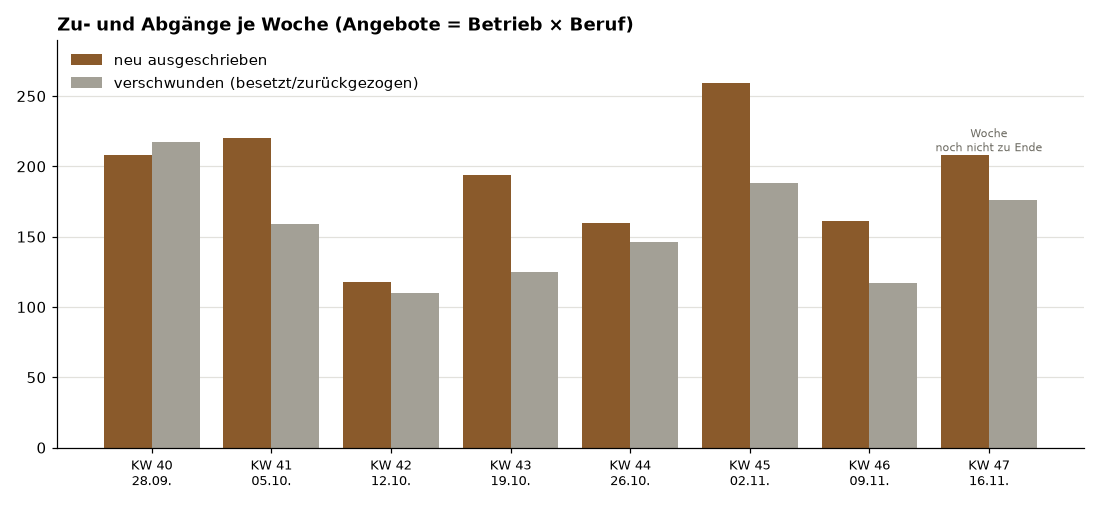 Zu- und Abgänge je Woche (Angebote = Betrieb × Beruf)
neu ausgeschrieben
verschwunden (besetzt/zurückgezogen)
250
200
150
100
50
0
Woche
noch nicht zu Ende
KW 40
28.09.
KW 41
05.10.
KW 42
12.10.
KW 43
19.10.
KW 44
26.10.
KW 45
02.11.
KW 46
09.11.
KW 47
16.11.